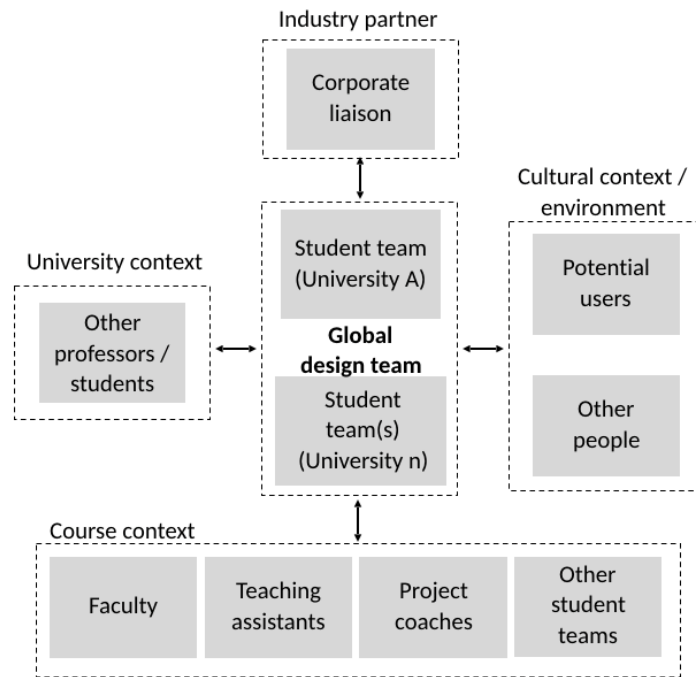 Industry partner
Corporate
liaison
Cultural context /
environment
Potential
users
Other
people
University context
Other
professors /
students
Student team
(University A)
Global
design team
Student
team(s)
(University n)
Course context
Faculty
Teaching
assistants
Project
coaches
Other
student
teams